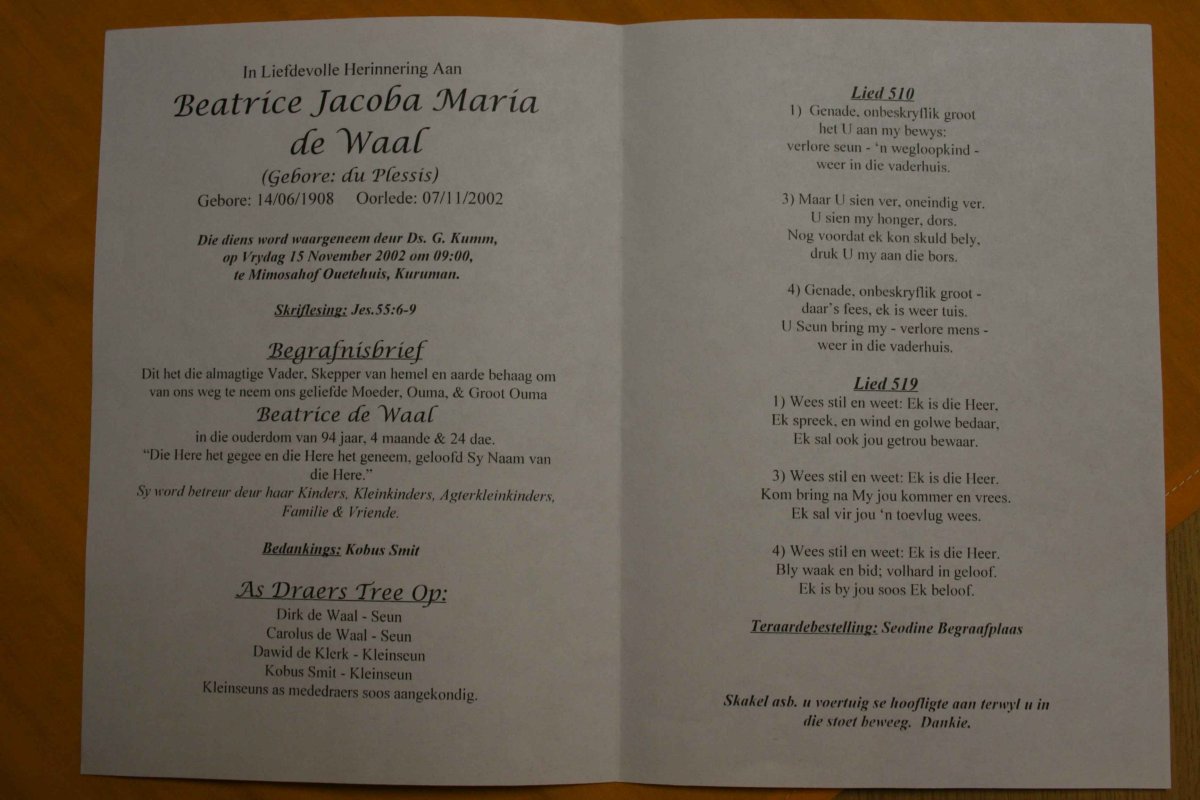 In Liefdevolle Herinnering Aan
Beatrice Jacoba Maria
de Waal
(Gebore: du Plessis)
Gebore: 14/06/1908 Oorlede: 07/11/2002
Die diens word waargeneem deur Ds. G. Kumm,
op Vrydag 15 November 2002 om 09:00,
te Mimosahof Ouetehuis, Kuruman.
Skriflesing: Jes.55:6-9
Begrafnisbrief
Dit het die almagtige Vader, Skepper van hemel en aarde behaag om
van ons weg te neem ons geliefde Moeder, Ouma, & Groot Ouma
Beatrice de Waal
in die ouderdom van 94 jaar, 4 maande & 24 dae.
“Die Here het gegee en die Here het geneem, geloofd Sy Naam van
die Here.”
Sy word betreur deur haar Kinders, Kleinkinders, Agterkleinkinders,
Familie & Vriende.
Bedankings: Kobus Smit
As Draers Tree Op:
Dirk de Waal - Seun
Carolus de Waal - Seun
Dawid de Klerk - Kleinseun
Kobus Smit - Kleinseun
Kleinseuns as mededraers soos aangekondig.
Lied 510
1) Genade, onbeskryflik groot
het U aan my bewys:
verlore seun - ‘n wegloopkind -
weer in die vaderhuis.
3) Maar U sien ver, oneindig ver.
U sien my honger, dors.
Nog voordat ek kon skuld bely,
druk U my aan die bors.
4) Genade, onbeskryflik groot -
daar’s fees, ek is weer tuis.
U Seun bring my - verlore mens -
weer in die vaderhuis.
Lied 519
1) Wees stil en weet: Ek is die Heer,
Ek spreek, en wind en golwe bedaar,
Ek sal ook jou getrou bewaar.
3) Wees stil en weet: Ek is die Heer.
Kom bring na My jou kommer en vrees.
Ek sal vir jou ‘n toevlug wees.
4) Wees stil en weet: Ek is die Heer.
Bly waak en bid; volhard in geloof.
Ek is by jou soos Ek beloof.
Teraardebestelling: Seodine Begraafplaas
Skakel asb. u voertuig se hoofligte aan terwyl u in
die stoet beweeg. Dankie.